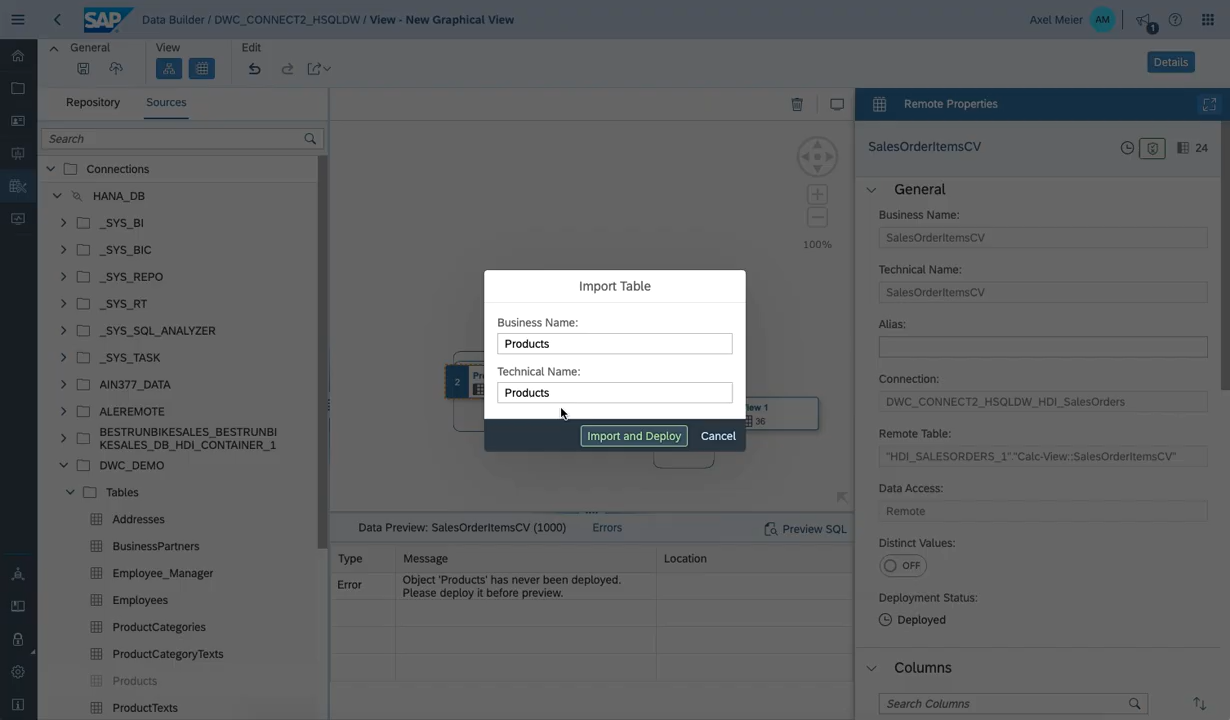 SAP
Data Builder / DWC_CONNECT2_HSQLDW / View - New Graphical View
Axel Meier
AM
1
General
View
Edit
Details
Repository
Sources
Search
Connections
HANA_DB
_SYS_BI
_SYS_BIC
_SYS_REPO
_SYS_RT
_SYS_SQL_ANALYZER
_SYS_TASK
AIN377_DATA
ALEREMOTE
BESTRUNBIKESALES_BESTRUNBI
KESALES_DB_HDI_CONTAINER_1
DWC_DEMO
Tables
Addresses
BusinessPartners
Employee_Manager
Employees
ProductCategories
ProductCategoryTexts
Products
ProductTexts
100%
2
36
Import Table
Business Name:
Products
Technical Name:
Products
Import and Deploy
Cancel
Data Preview: SalesOrderItemsCV (1000)
Errors
Preview SQL
Type
Message
Location
Error
Object 'Products' has never been deployed.
Please deploy it before preview.
Remote Properties
SalesOrderItemsCV
24
General
Business Name:
SalesOrderItemsCV
Technical Name:
SalesOrderItemsCV
Alias:
Connection:
DWC_CONNECT2_HSQLDW_HDI_SalesOrders
Remote Table:
"HDI_SALESORDERS_1"."Calc-View::SalesOrderItemsCV"
Data Access:
Remote
Distinct Values:
OFF
Deployment Status:
Deployed
Columns
Search Columns